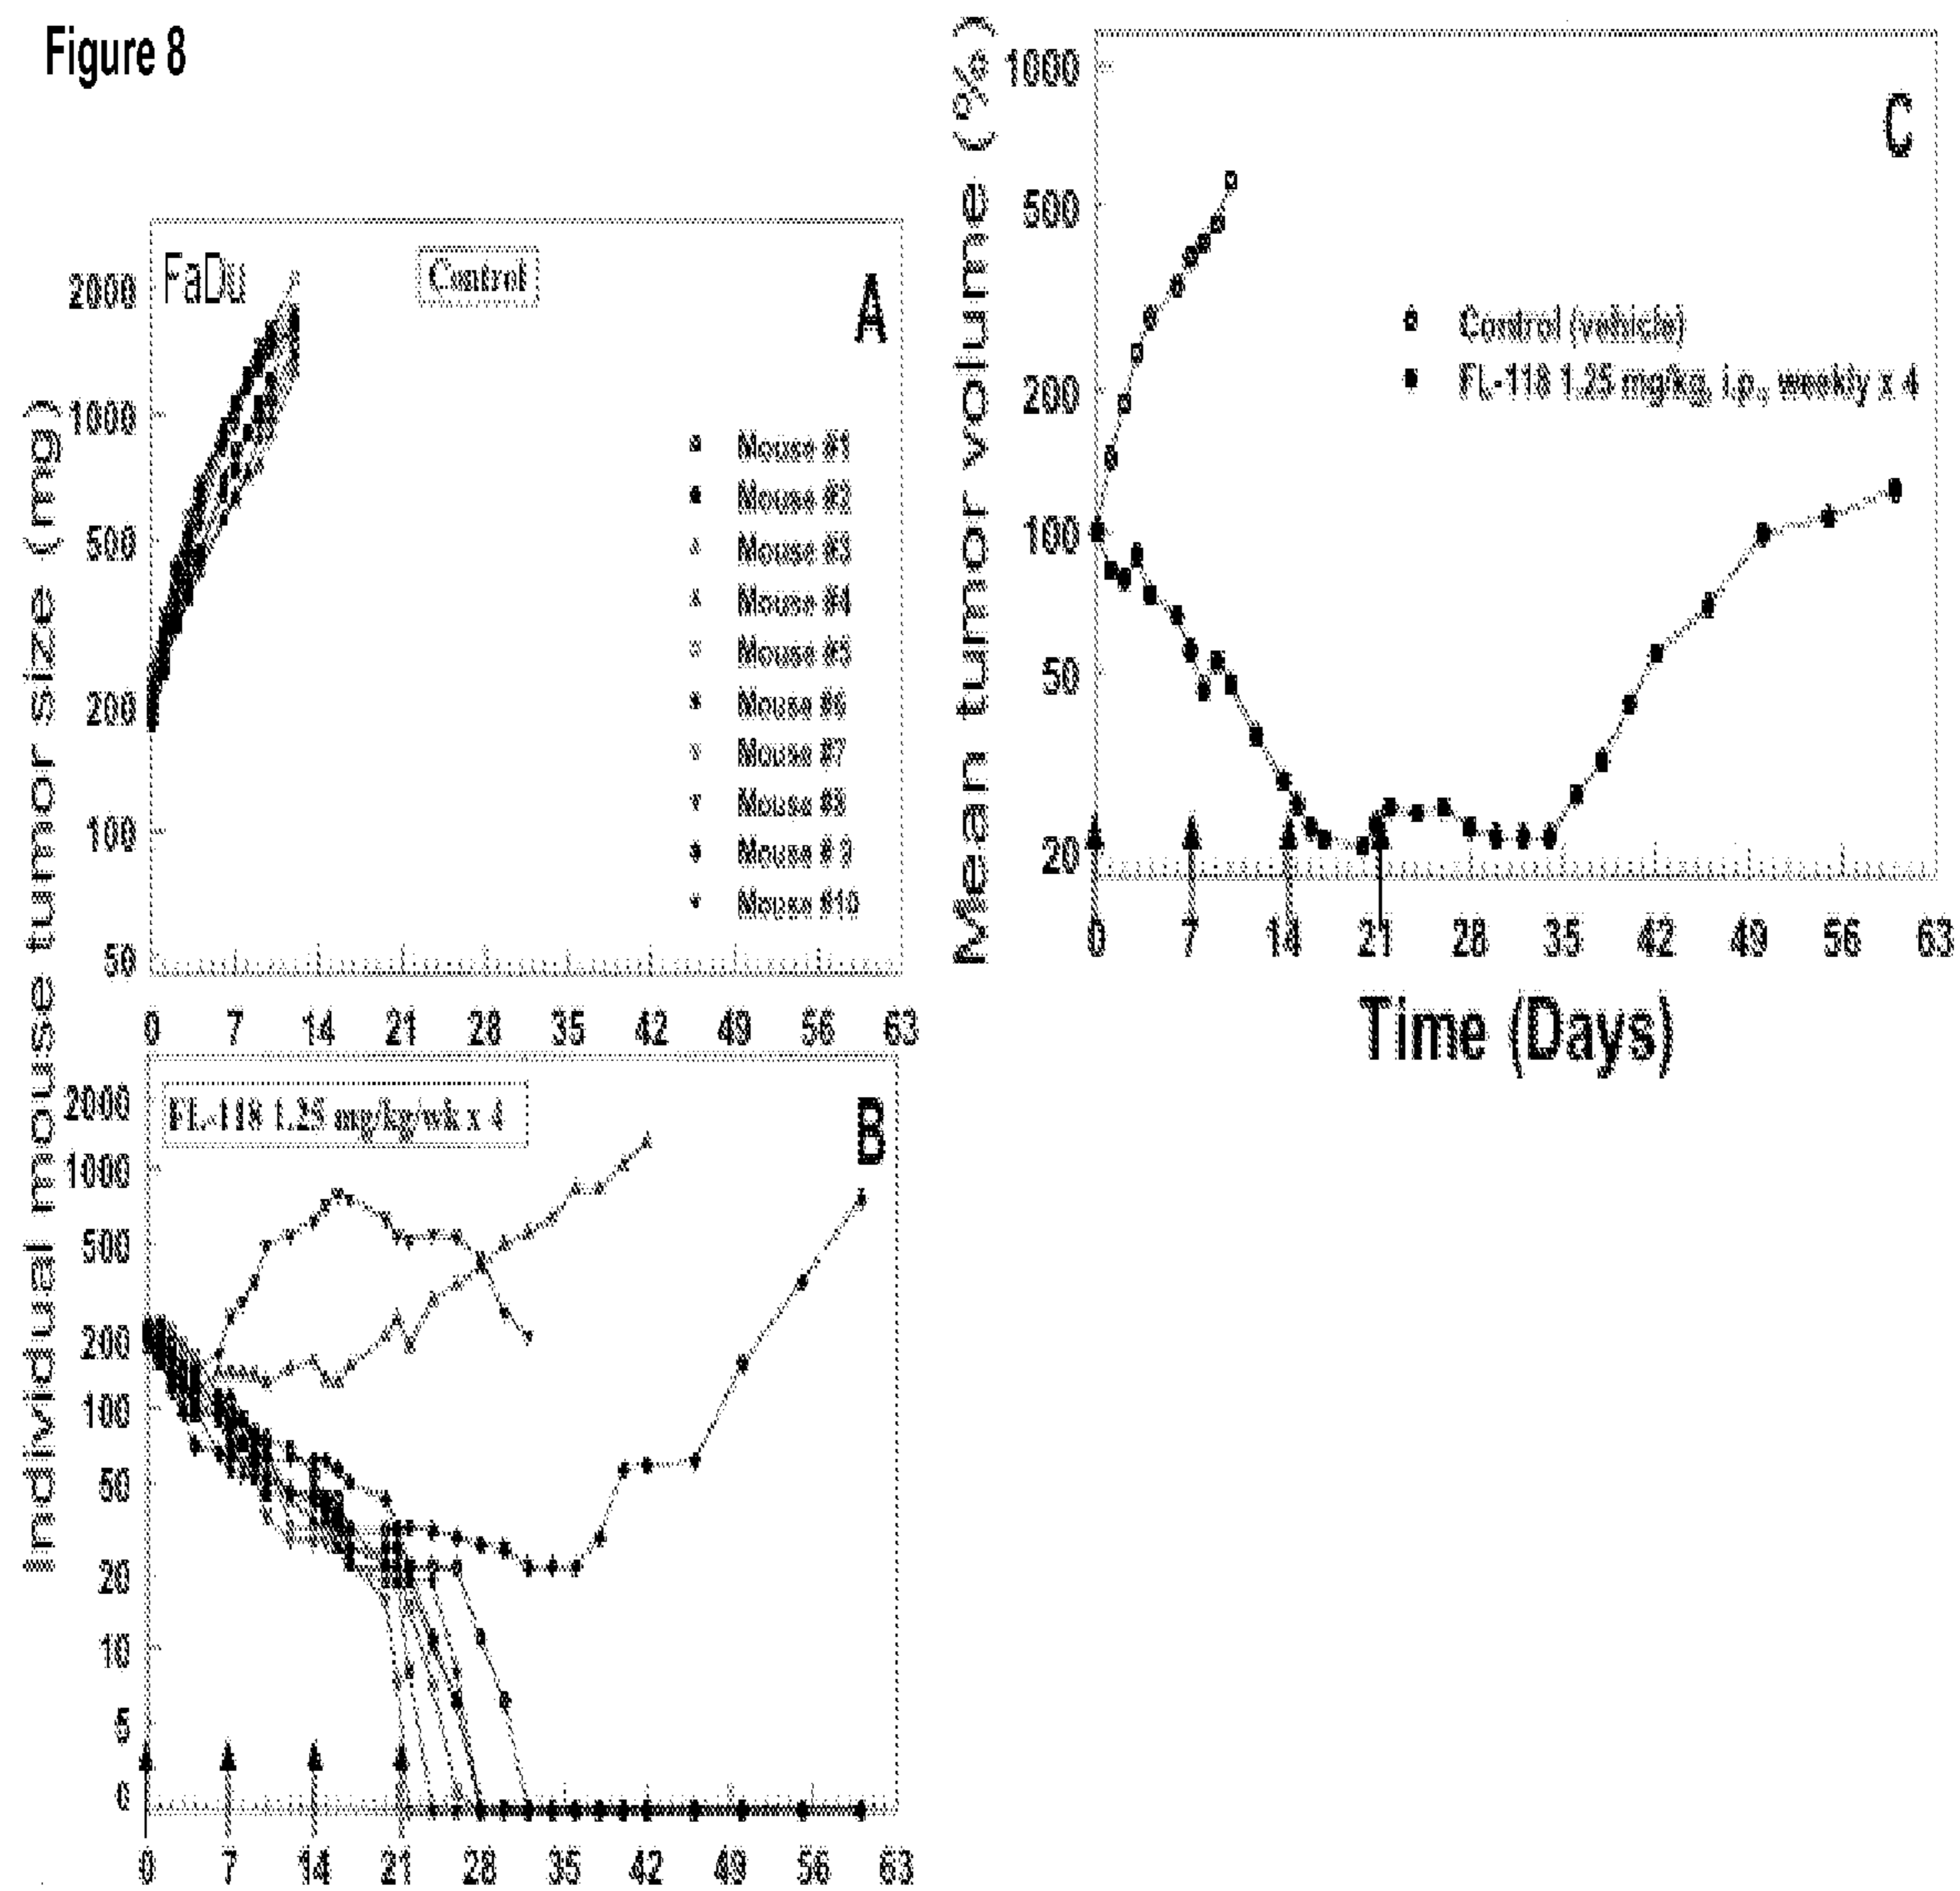 Figure 8
Individual mouse tumor size (mg)
FaDu
Control
A
2000
1000
500
200
100
50
Mouse #1
Mouse #2
Mouse #3
Mouse #4
Mouse #5
Mouse #6
Mouse #7
Mouse #8
Mouse # 9
Mouse #10
0 7 14 21 28 35 42 49 56 63
FL-118 1.25 mg/kg/wk x 4
B
2000
1000
500
200
100
50
20
10
5
0
0 7 14 21 28 35 42 49 56 63
Mean tumor volume (%)
C
1000
500
200
100
50
20
Control (vehicle)
FL-118 1.25 mg/kg, i.p., weekly x 4
0 7 14 21 28 35 42 49 56 63
Time (Days)